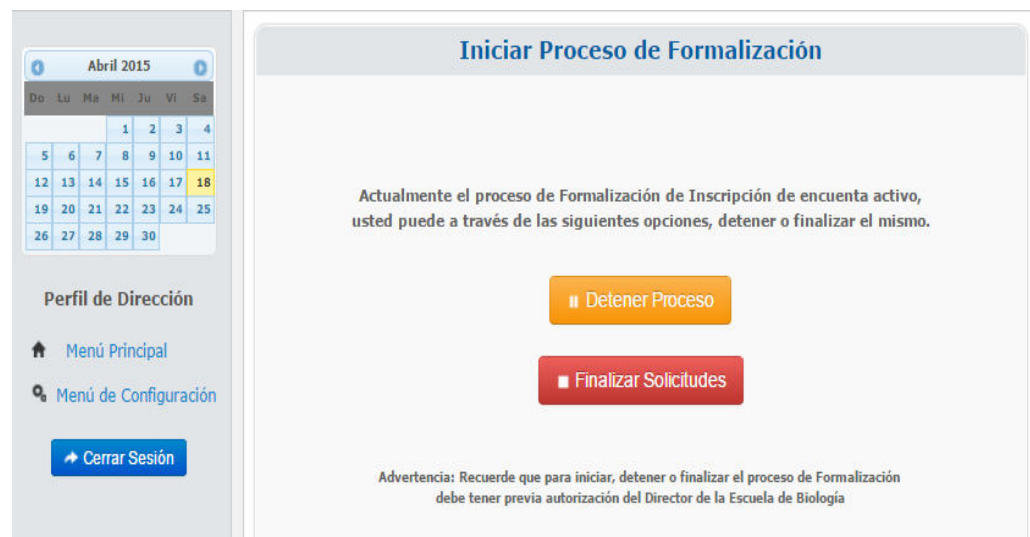 Abril 2015
Do Lu Ma Mi Ju Vi Sa
1 2 3 4
5 6 7 8 9 10 11
12 13 14 15 16 17 18
19 20 21 22 23 24 25
26 27 28 29 30
Perfil de Dirección
Menú Principal
Menú de Configuración
Cerrar Sesión
Iniciar Proceso de Formalización
Actualmente el proceso de Formalización de Inscripción de encuenta activo,
usted puede a través de las siguientes opciones, detener o finalizar el mismo.
Detener Proceso
Finalizar Solicitudes
Advertencia: Recuerde que para iniciar, detener o finalizar el proceso de Formalización
debe tener previa autorización del Director de la Escuela de Biología